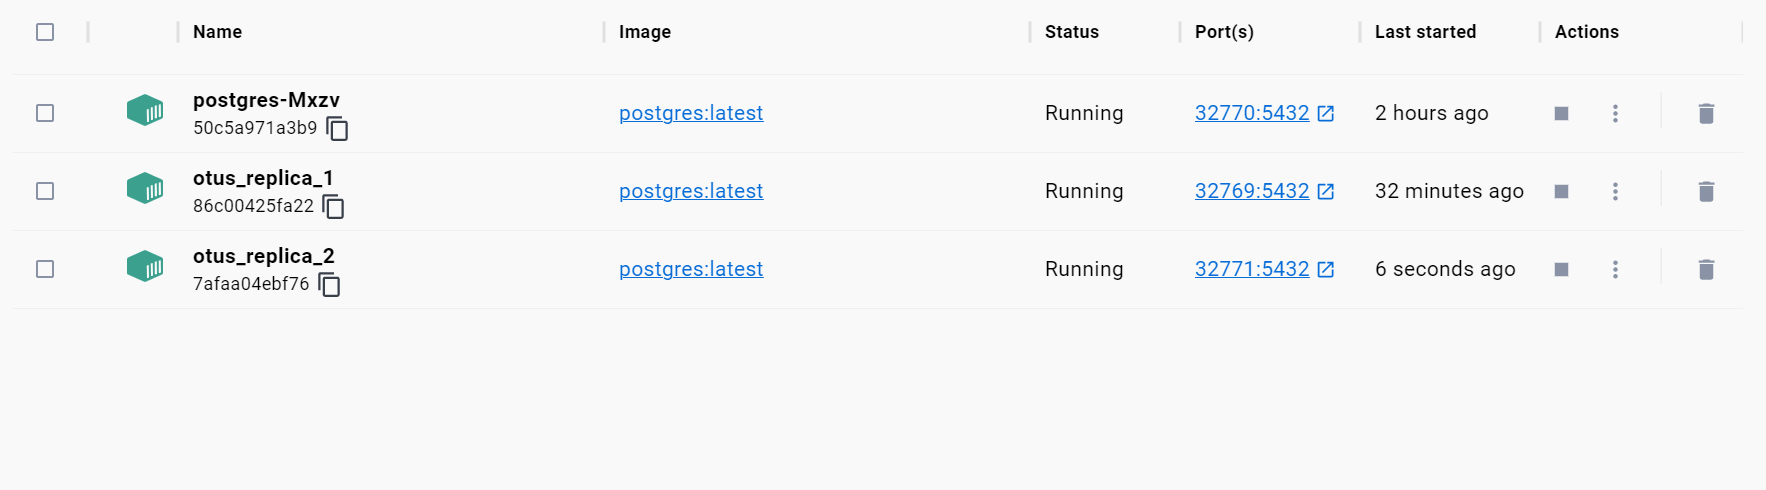 Name Image Status Port(s) Last started Actions
postgres-Mxzv
50c5a971a3b9
postgres:latest Running 32770:5432 2 hours ago
otus_replica_1
86c00425fa22
postgres:latest Running 32769:5432 32 minutes ago
otus_replica_2
7afaa04ebf76
postgres:latest Running 32771:5432 6 seconds ago